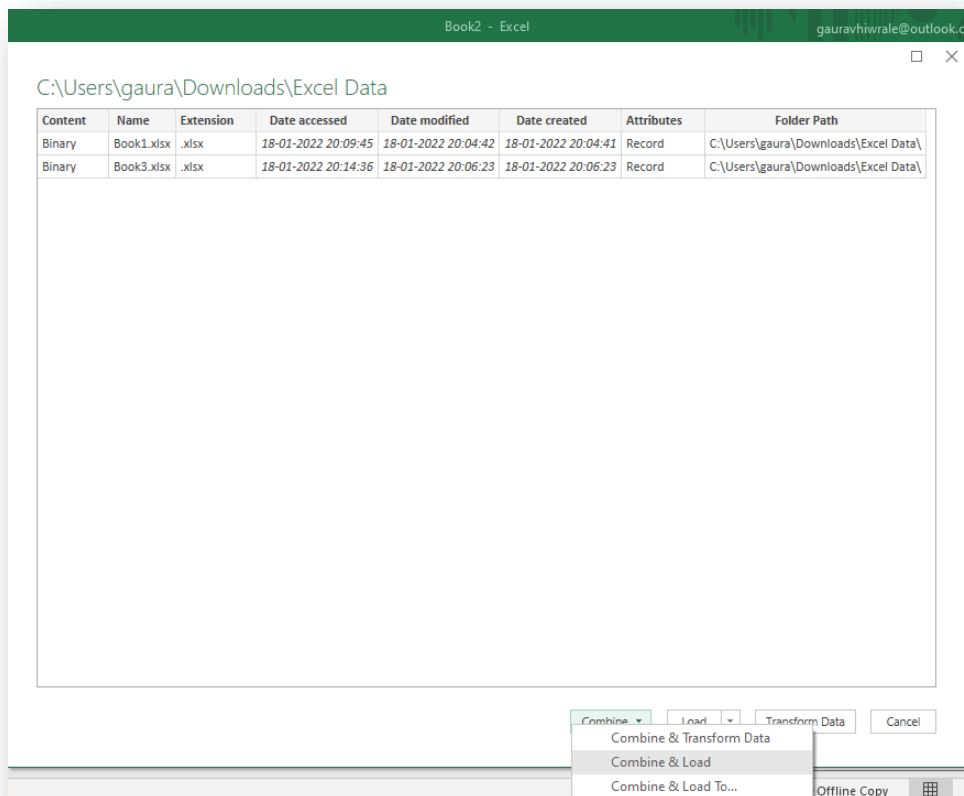 Book2 - Excel
gauravhiwrale@outlook.c
C:\Users\gaura\Downloads\Excel Data
Content Name Extension Date accessed Date modified Date created Attributes Folder Path
Binary Book1.xlsx .xlsx 18-01-2022 20:09:45 18-01-2022 20:04:42 18-01-2022 20:04:41 Record C:\Users\gaura\Downloads\Excel Data\
Binary Book3.xlsx .xlsx 18-01-2022 20:14:36 18-01-2022 20:06:23 18-01-2022 20:06:23 Record C:\Users\gaura\Downloads\Excel Data\
Combine Load Transform Data Cancel
Combine & Transform Data
Combine & Load
Combine & Load To...
Offline Copy